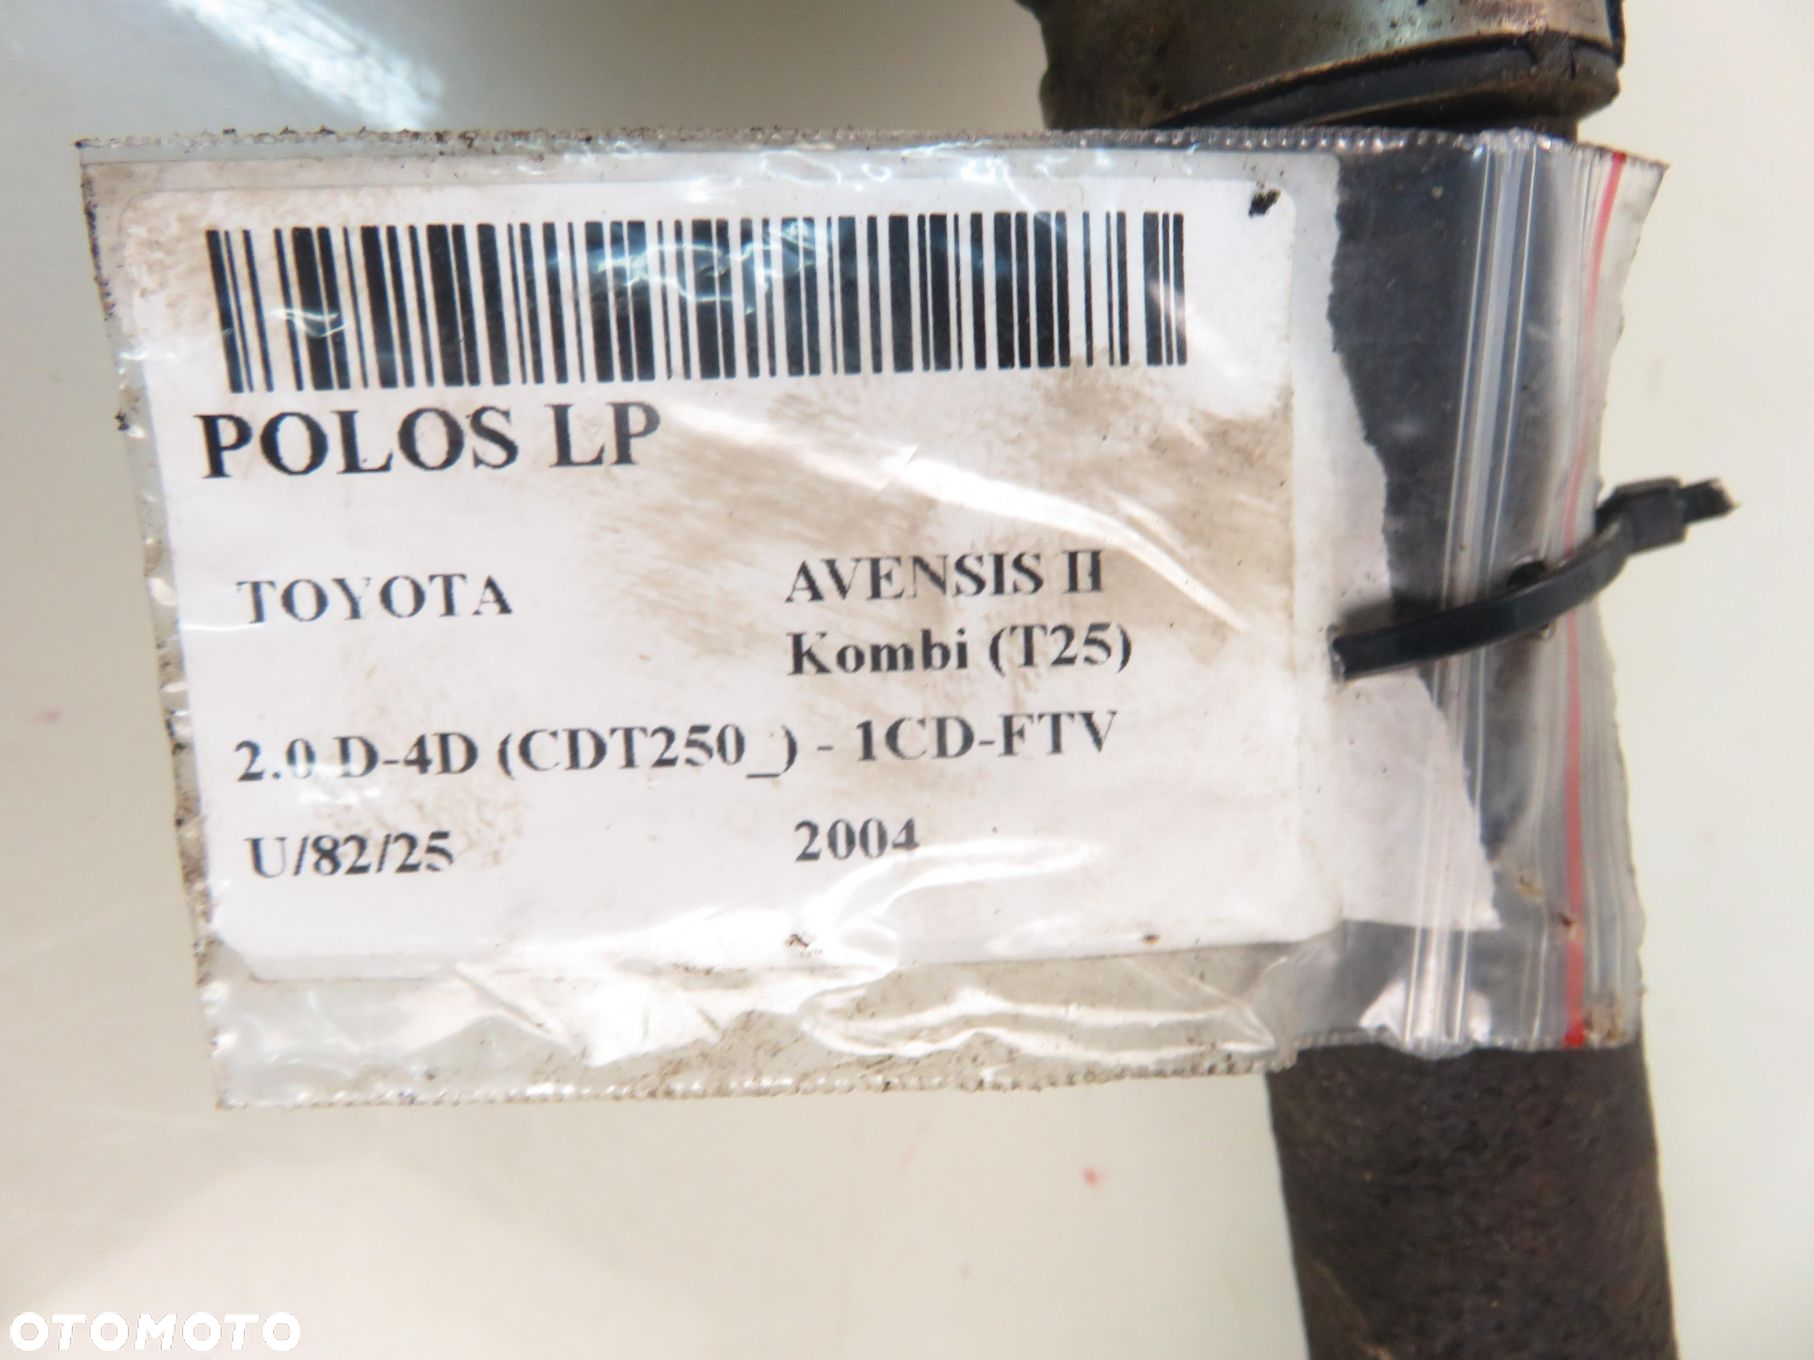 POLOS LP
TOYOTA
AVENSIS II
Kombi (T25)
2.0 D-4D (CDT250_) - 1CD-FTV
U/82/25
2004
OTOMOTO